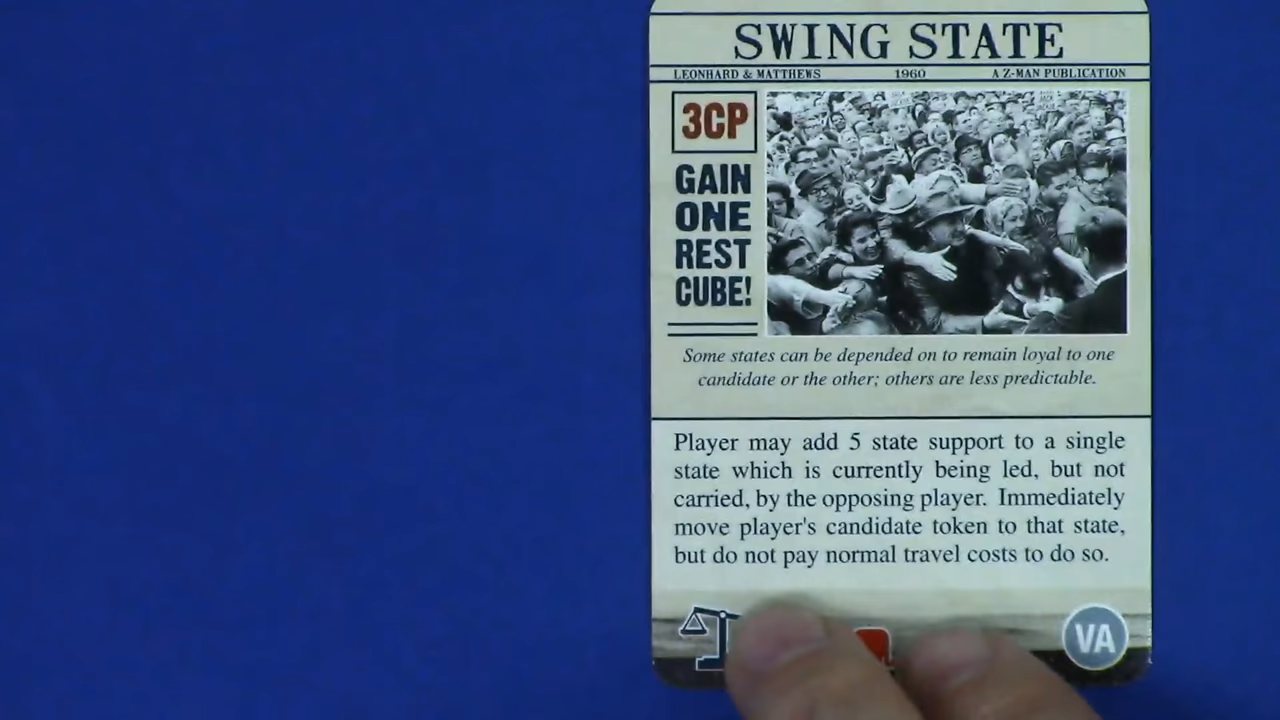 SWING STATE
LEONHARD & MATTHEWS 1960 A Z-MAN PUBLICATION
3CP
GAIN
ONE
REST
CUBE!
Some states can be depended on to remain loyal to one
candidate or the other; others are less predictable.
Player may add 5 state support to a single
state which is currently being led, but not
carried, by the opposing player. Immediately
move player's candidate token to that state,
but do not pay normal travel costs to do so.
VA